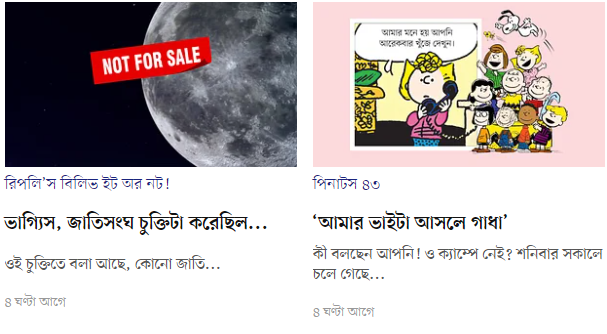 NOT FOR SALE
রিপলি'স বিলিভ ইট অর নট!
ভাগ্যিস, জাতিসংঘ চুক্তিটা করেছিল...
ওই চুক্তিতে বলা আছে, কোনো জাতি...
৪ ঘণ্টা আগে
আমার মনে হয় আপনি
আরেকবার খুঁজে দেখুন।
পিনাটস ৪৩
‘আমার ভাইটা আসলে গাধা’
কী বলছেন আপনি! ও ক্যাম্পে নেই? শনিবার সকালে
চলে গেছে...
৪ ঘণ্টা আগে